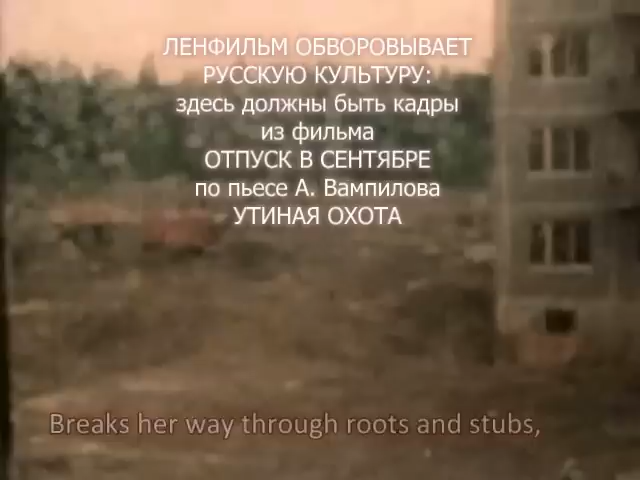 ЛЕНФИЛЬМ ОБВОРОВЫВАЕТ
РУССКУЮ КУЛЬТУРУ:
здесь должны быть кадры
из фильма
ОТПУСК В СЕНТЯБРЕ
по пьесе А. Вампилова
УТИНАЯ ОХОТА
Breaks her way through roots and stubs,